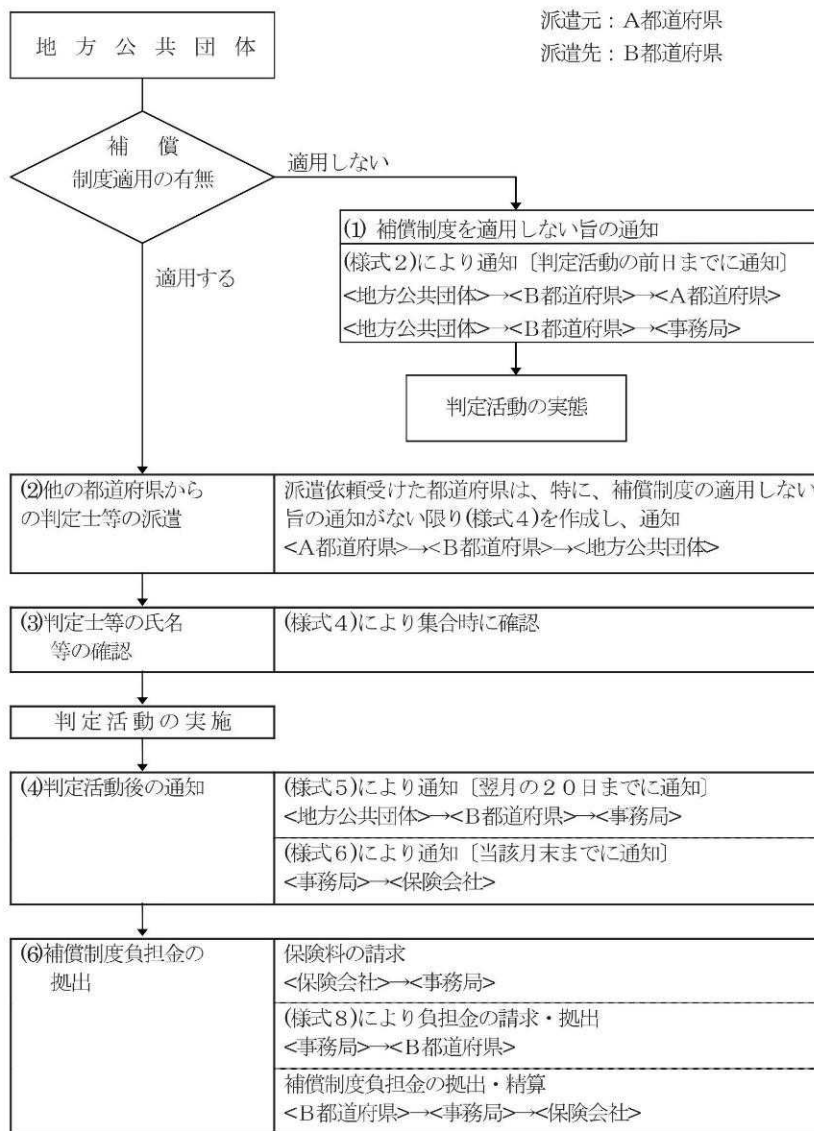 派遣元：A都道府県
派遣先：B都道府県
地方公共団体
補償
制度適用の有無
適用しない
適用する
(1) 補償制度を適用しない旨の通知
(様式２)により通知〔判定活動の前日までに通知〕
<地方公共団体>→<B都道府県>→<A都道府県>
<地方公共団体>→<B都道府県>→<事務局>
判定活動の実態
(2)他の都道府県から
の判定士等の派遣
派遣依頼受けた都道府県は、特に、補償制度の適用しない
旨の通知がない限り(様式４)を作成し、通知
<A都道府県>→<B都道府県>→<地方公共団体>
(3)判定士等の氏名
等の確認
(様式４)により集合時に確認
判定活動の実施
(4)判定活動後の通知
(様式５)により通知〔翌月の２０日までに通知〕
<地方公共団体>→<B都道府県>→<事務局>
(様式６)により通知〔当該月末までに通知〕
<事務局>→<保険会社>
(6)補償制度負担金の
拠出
保険料の請求
<保険会社>→<事務局>
(様式８)により負担金の請求・拠出
<事務局>→<B都道府県>
補償制度負担金の拠出・精算
<B都道府県>→<事務局>→<保険会社>